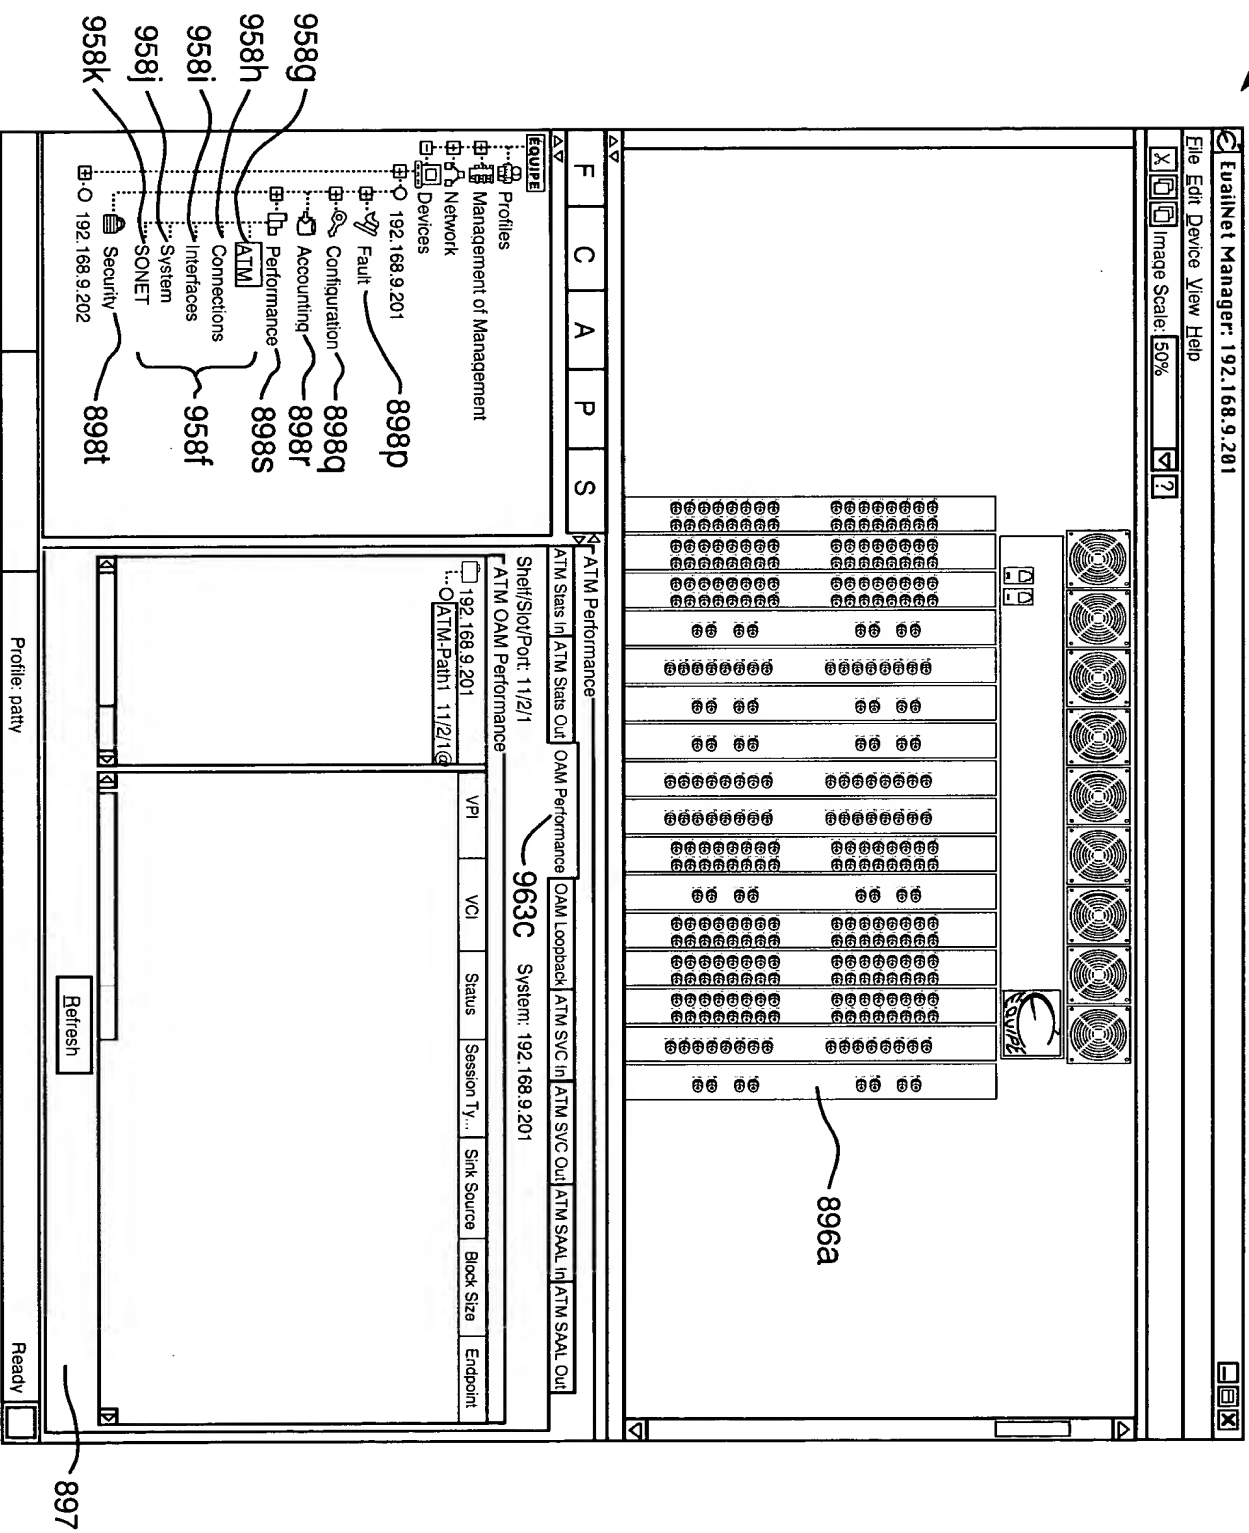 EuailNet Manager: 192.168.9.201
File Edit Device View Help
Image Scale: 50% ?
EQUIPE
896a
F C A P S
EQUIPE
Profiles
Management of Management
Network
Devices
192.168.9.201
Fault
Configuration
Accounting
Performance
ATM
Connections
Interfaces
System
SONET
Security
192.168.9.202
898p
898q
898r
898s
958f
898t
958g
958h
958i
958j
958k
ATM Performance
ATM Stats In ATM Stats Out OAM Performance OAM Loopback ATM SVC In ATM SVC Out ATM SAAL In ATM SAAL Out
963C
Shelf/Slot/Port: 11/2/1 System: 192.168.9.201
ATM OAM Performance
192.168.9.201
ATM-Path1 11/2/1@
VPI VCI Status Session Ty... Sink Source Block Size Endpoint
Refresh
897
Profile: patty Ready